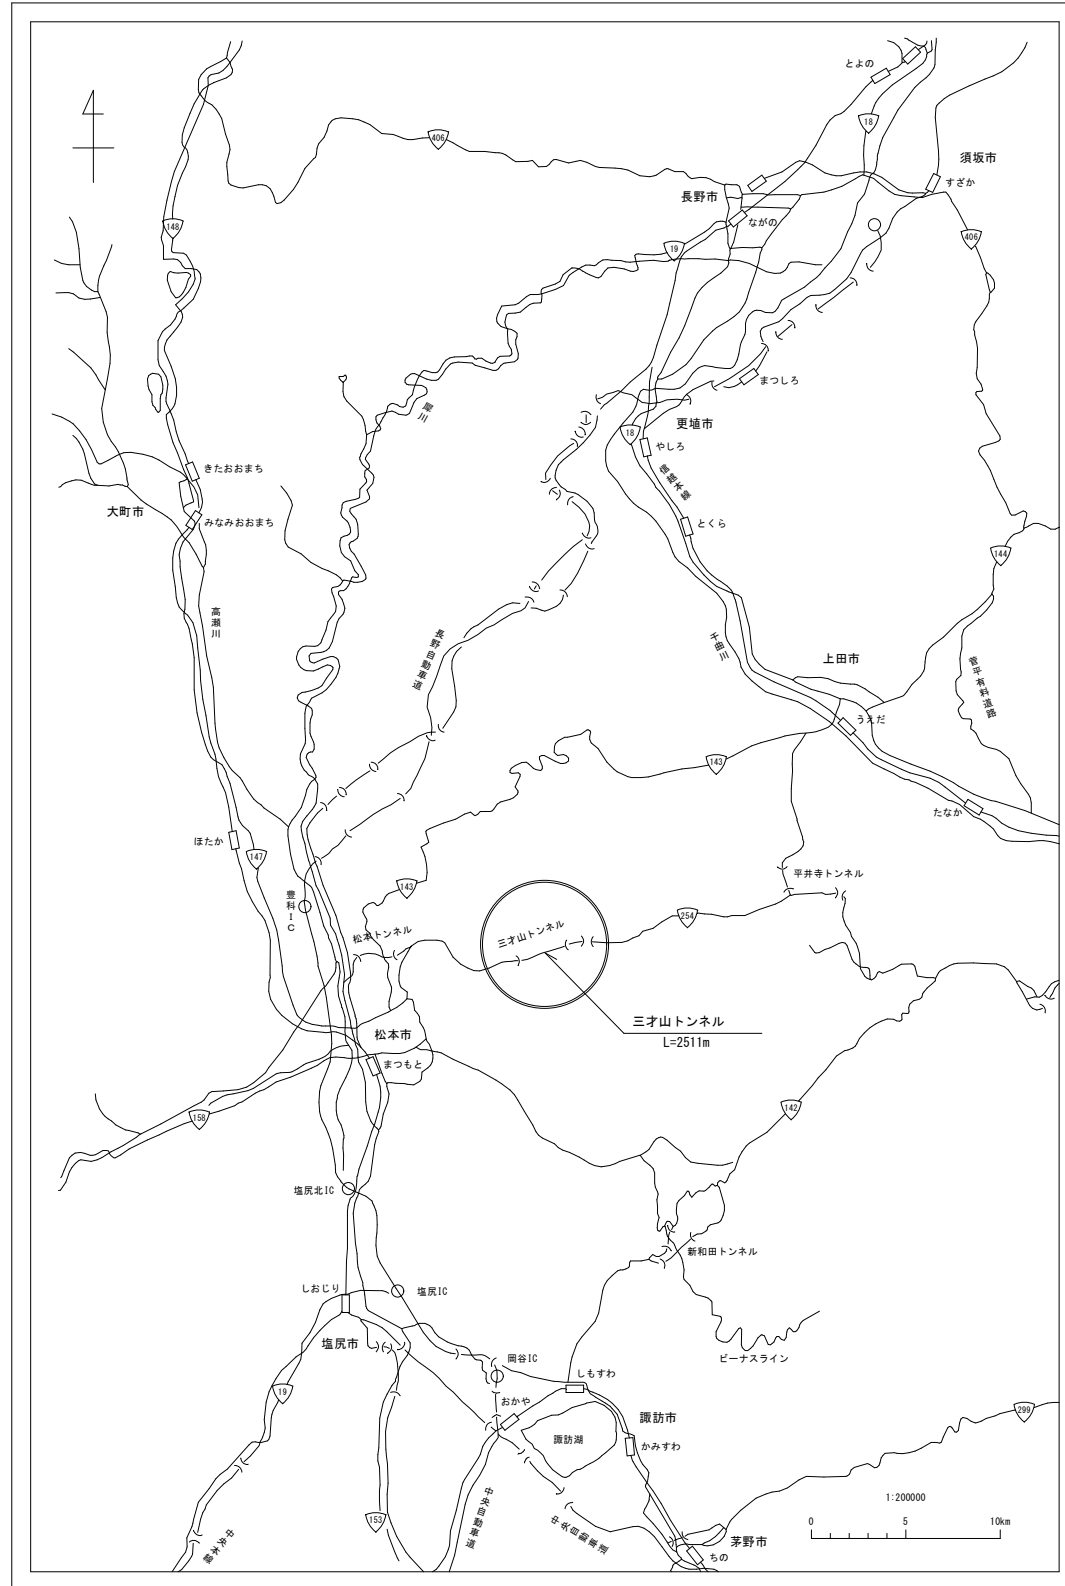 とよの
18
須坂市
すざか
406
長野市
ながの
148
19
406
まつしろ
犀川
更埴市
18
やしろ
信越本線
きたおおまち
大町市
みなみおおまち
とくら
144
高瀬川
長野自動車道
千曲川
上田市
菅平有料道路
うえだ
143
たなか
ほたか
147
平井寺トンネル
143
豊科IC
254
松本トンネル
三才山トンネル
三才山トンネル
L=2511m
松本市
まつもと
158
142
塩尻北IC
新和田トンネル
しおじり
塩尻IC
塩尻市
ビーナスライン
岡谷IC
しもすわ
19
おかや
諏訪市
299
諏訪湖
かみすわ
1:200000
中央自動車道
153
中央自動車道
0 5 10km
中央本線
茅野市
ちの